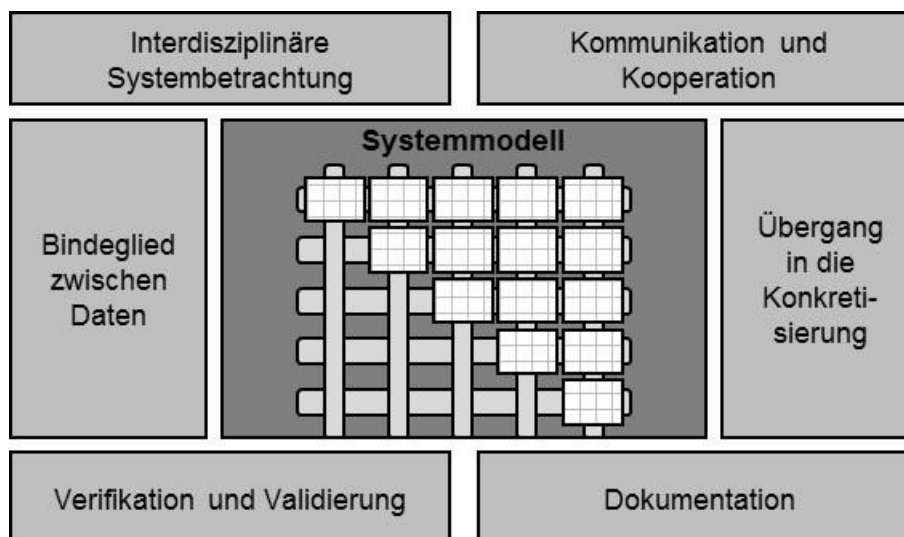 Interdisziplinäre
Systembetrachtung
Kommunikation und
Kooperation
Bindeglied
zwischen
Daten
Systemmodell
Übergang
in die
Konkreti-
sierung
Verifikation und Validierung
Dokumentation